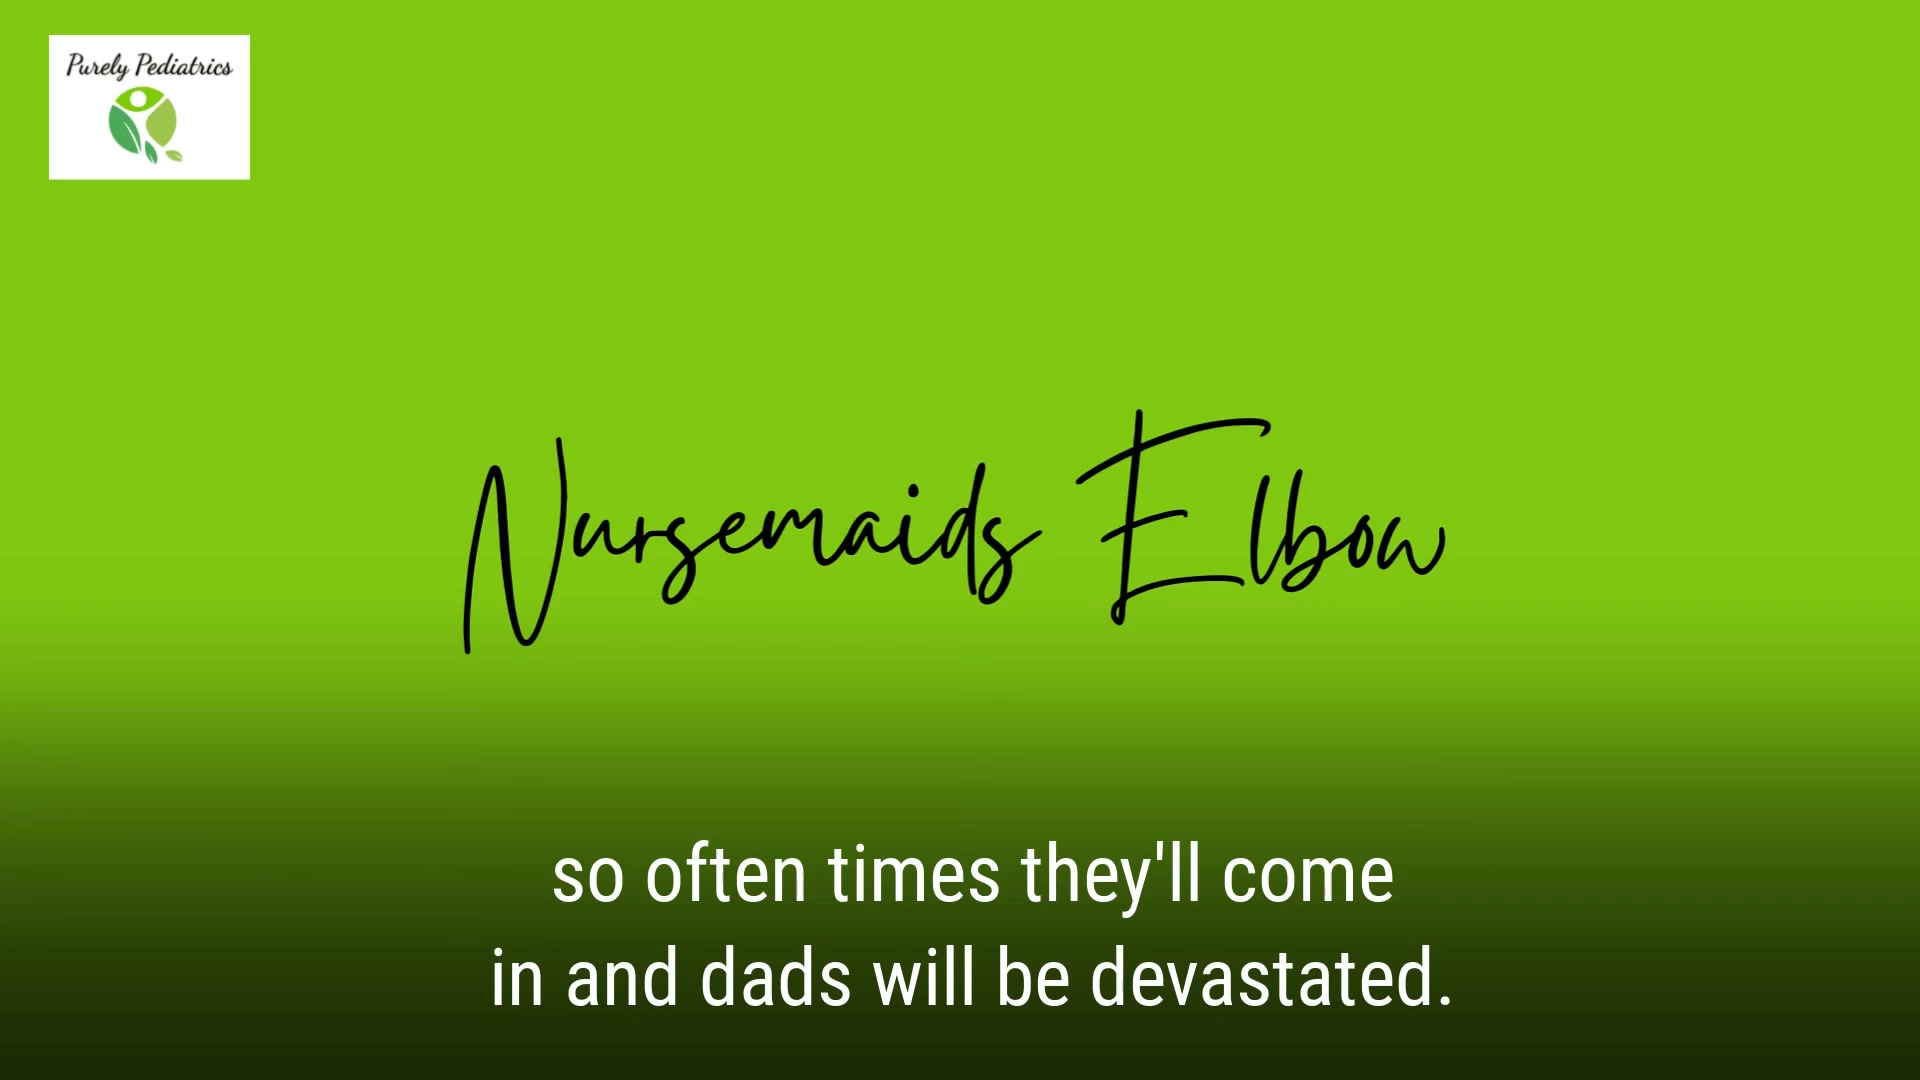 Purely Pediatrics
Nursemaids Elbow
so often times they'll come
in and dads will be devastated.